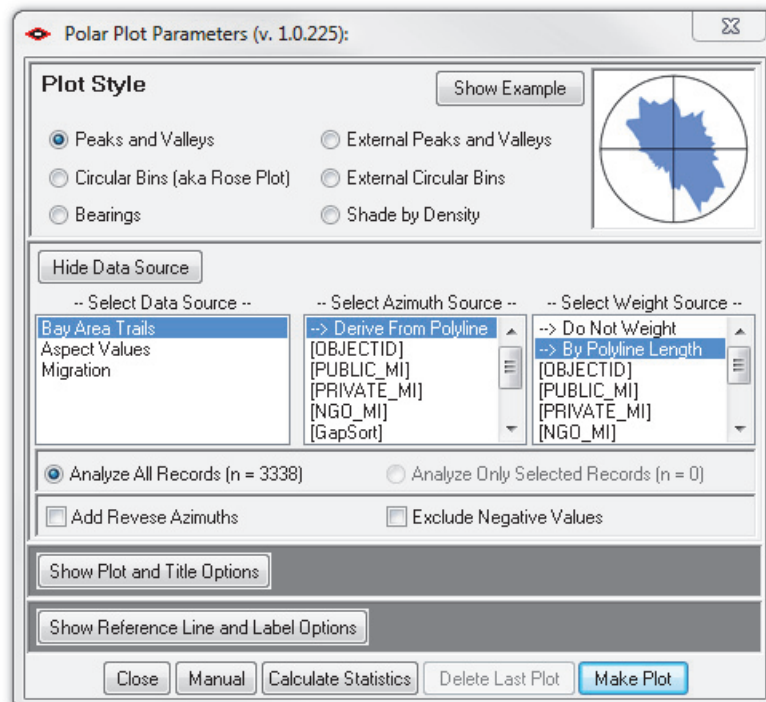 Polar Plot Parameters (v. 1.0.225):
Plot Style
Show Example
Peaks and Valleys
External Peaks and Valleys
Circular Bins (aka Rose Plot)
External Circular Bins
Bearings
Shade by Density
Hide Data Source
-- Select Data Source --
-- Select Azimuth Source --
-- Select Weight Source --
Bay Area Trails
Aspect Values
Migration
--> Derive From Polyline
[OBJECTID]
[PUBLIC_MI]
[PRIVATE_MI]
[NGO_MI]
[GapSort]
--> Do Not Weight
--> By Polyline Length
[OBJECTID]
[PUBLIC_MI]
[PRIVATE_MI]
[NGO_MI]
Analyze All Records (n = 3338)
Analyze Only Selected Records (n = 0)
Add Revese Azimuths
Exclude Negative Values
Show Plot and Title Options
Show Reference Line and Label Options
Close
Manual
Calculate Statistics
Delete Last Plot
Make Plot